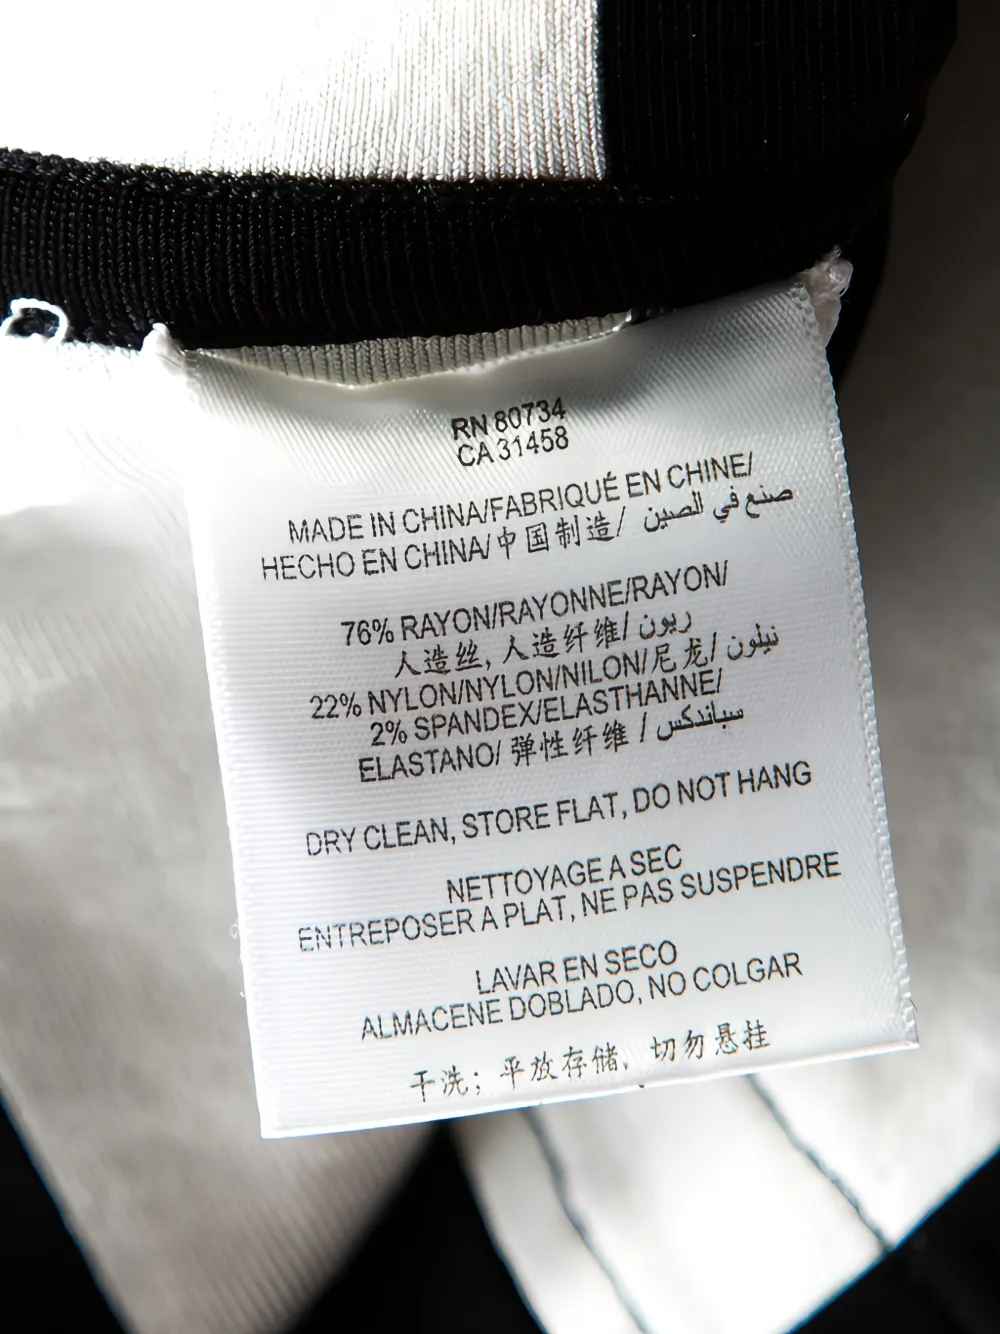 RN 80734
CA 31458
MADE IN CHINA/FABRIQUÉ EN CHINE/
HECHO EN CHINA/中国制造/ صنع في الصين
76% RAYON/RAYONNE/RAYON/
人造丝, 人造纤维/ ريون
22% NYLON/NYLON/NILON/尼龙/ نيلون
2% SPANDEX/ELASTHANNE/
ELASTANO/ 弹性纤维 / سباندكس
DRY CLEAN, STORE FLAT, DO NOT HANG
NETTOYAGE A SEC
ENTREPOSER A PLAT, NE PAS SUSPENDRE
LAVAR EN SECO
ALMACENE DOBLADO, NO COLGAR
干洗; 平放存储, 切勿悬挂